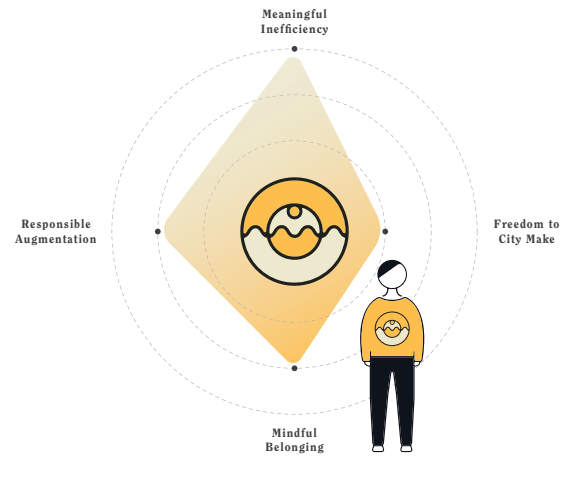 Meaningful
Inefficiency
Responsible
Augmentation
Freedom to
City Make
Mindful
Belonging